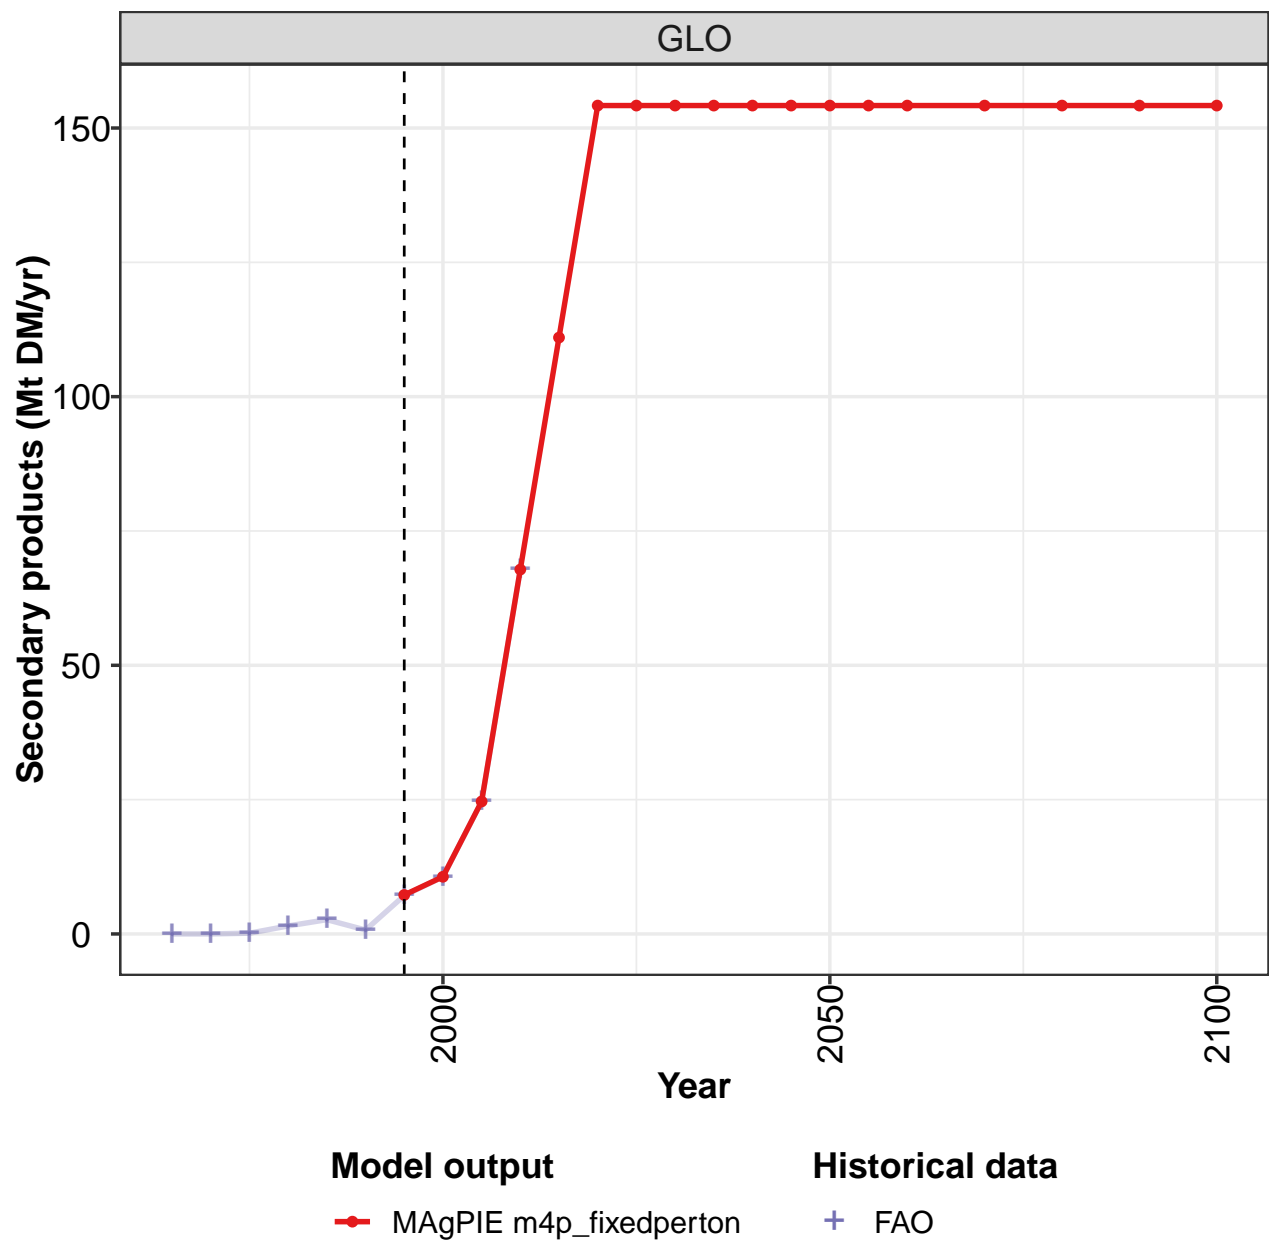 GLO
Secondary products (Mt DM/yr)
150
100
50
0
2000
2050
2100
Year
Model output
MAgPIE m4p_fixedperton
Historical data
FAO